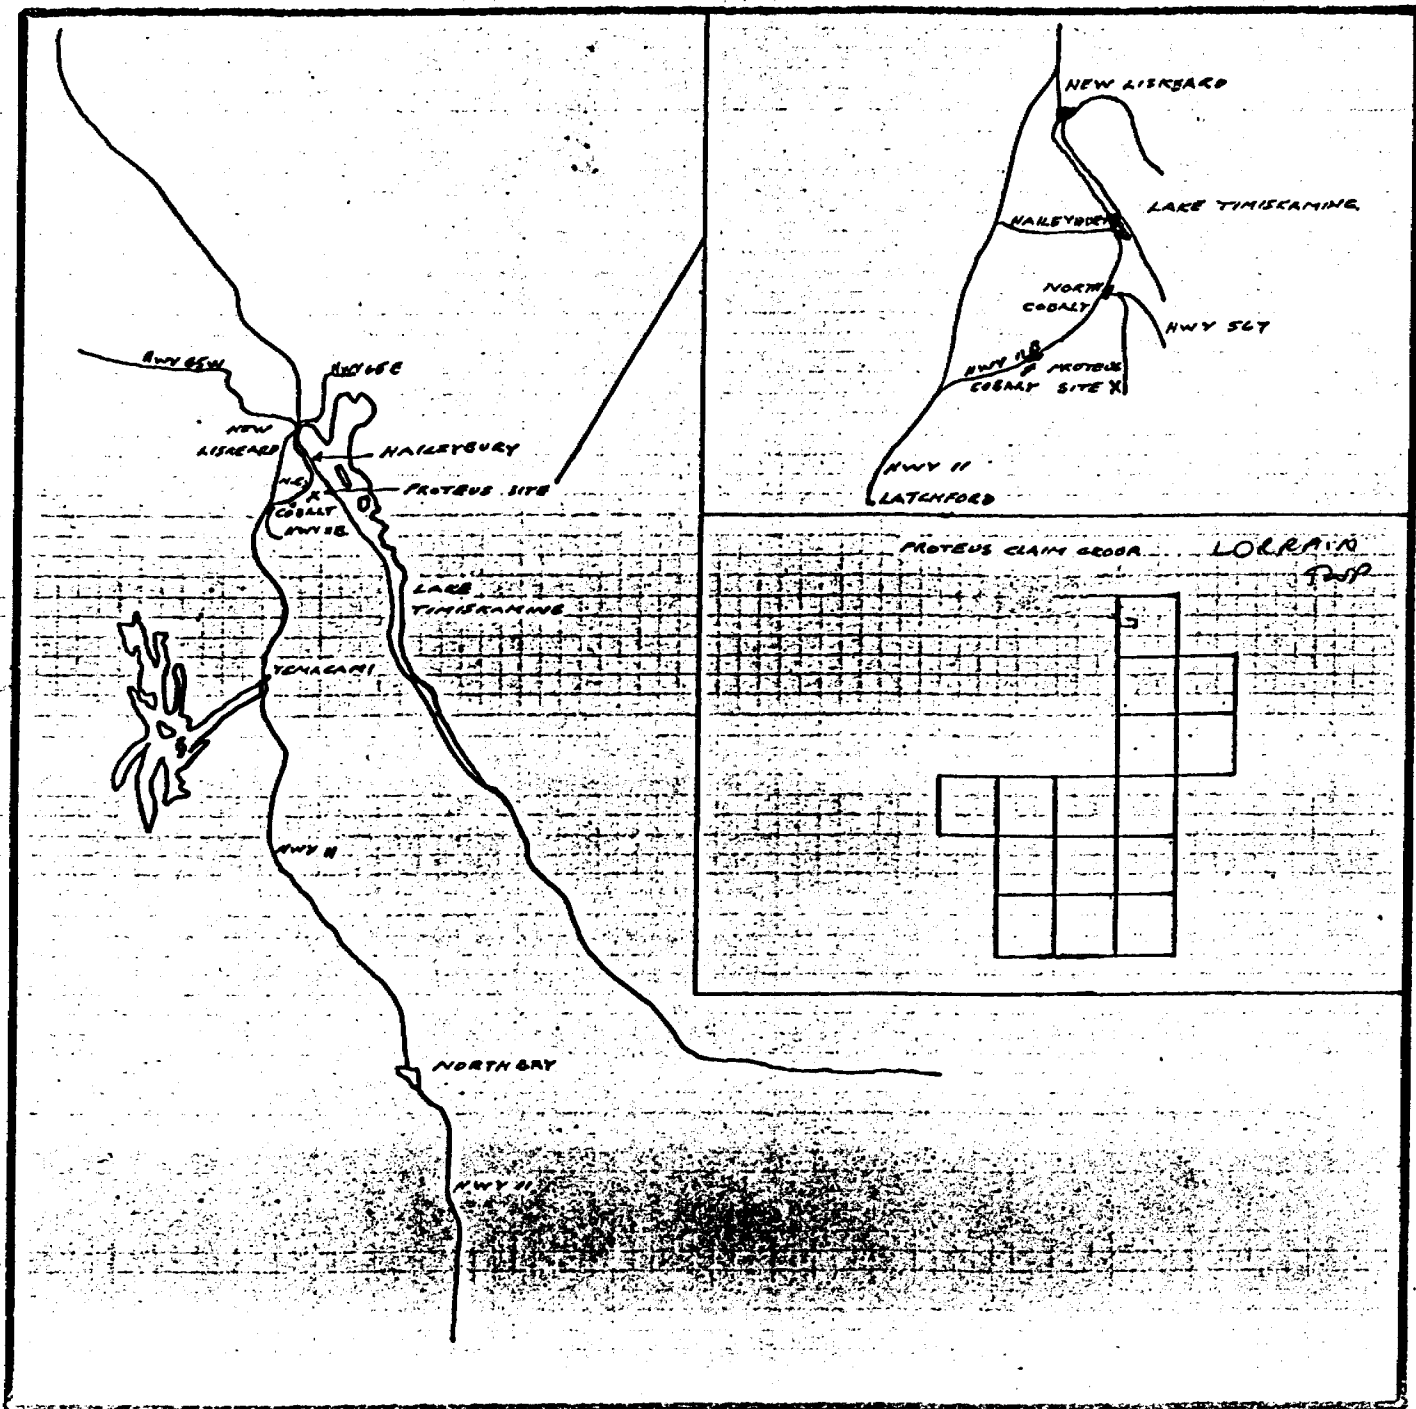 HWY 65W
HWY 65 E
NEW
LISKEARD
HAILEYBURY
N.C.
X
PROTEUS SITE
COBALT
HWY 11B
LAKE
TIMISKAMING
TEMAGAMI
HWY 11
NORTH BAY
HWY 11
NEW LISKEARD
LAKE TIMISKAMING
HAILEYBURY
NORTH
COBALT
HWY 567
HWY 11B
PROTEUS
COBALT SITE X
HWY 11
LATCHFORD
PROTEUS CLAIM GROUP LORRAIN
TWP